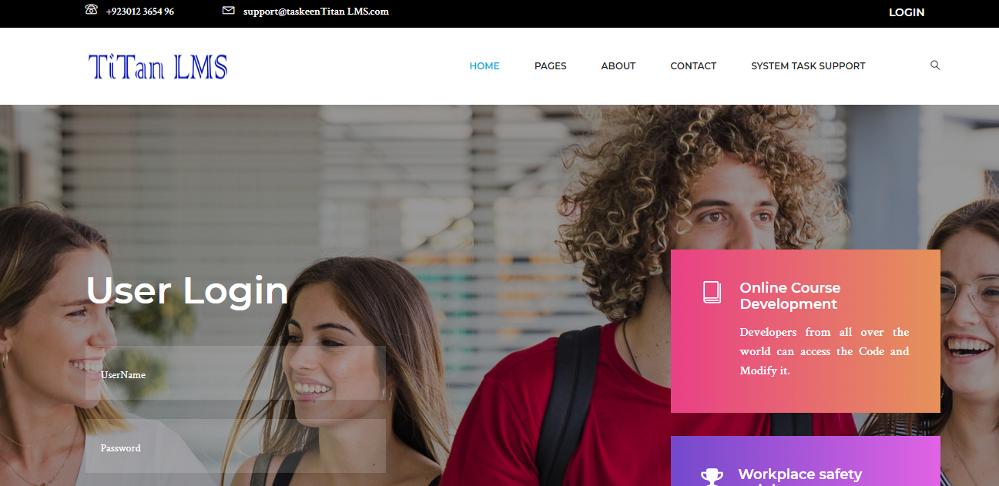 +923012 3654 96
support@taskeenTitan LMS.com
LOGIN
TiTan LMS
HOME
PAGES
ABOUT
CONTACT
SYSTEM TASK SUPPORT
User Login
UserName
Password
Online Course
Development
Developers from all over the
world can access the Code and
Modify it.
Workplace safety